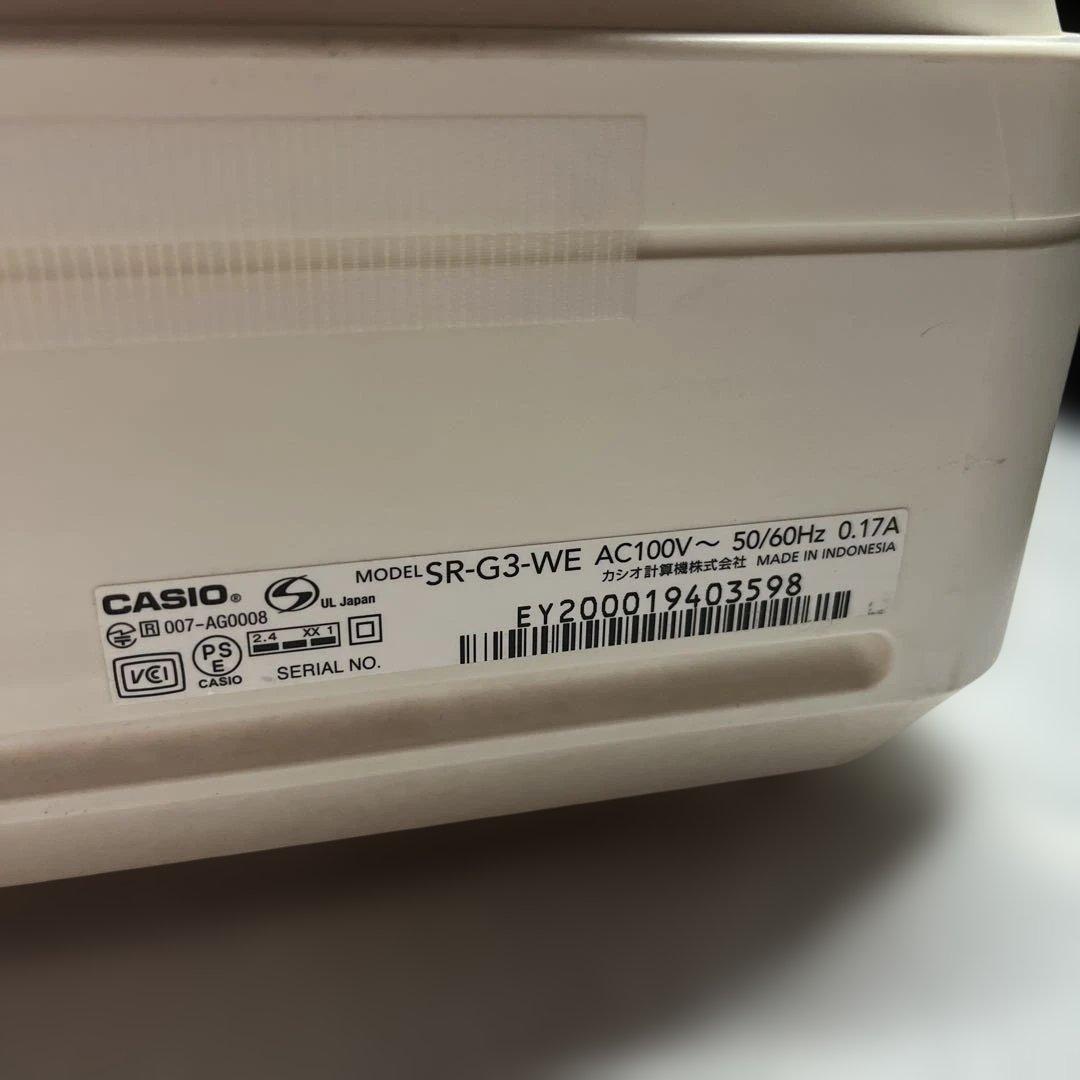 CASIO® UL Japan MODEL SR-G3-WE AC100V～ 50/60Hz 0.17A
カシオ計算機株式会社 MADE IN INDONESIA
R 007-AG0008
2.4 XX 1
EY200019403598
VCI PS E CASIO SERIAL NO.